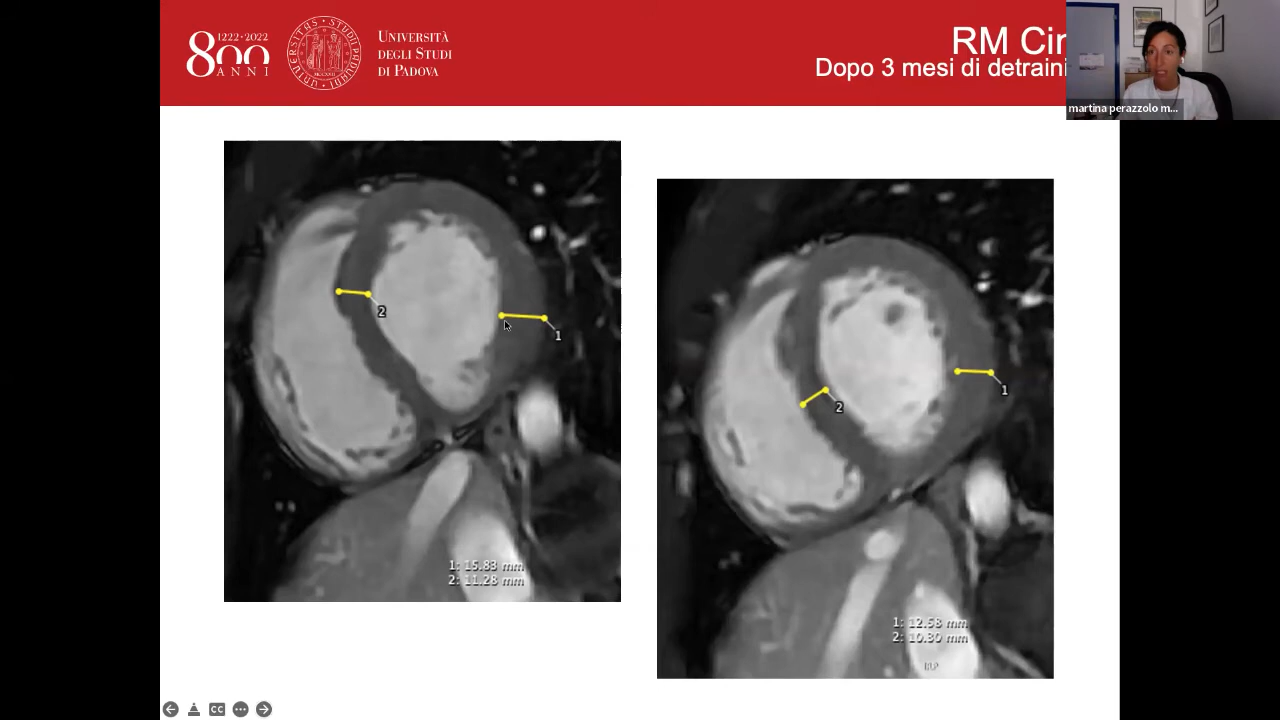 1222·2022
800
ANNI
UNIVERSITÀ
DEGLI STUDI
DI PADOVA
RM Cir
Dopo 3 mesi di detraini
martina perazzolo m...
2
1
1: 15.83 mm
2: 11.28 mm
2
1
1: 12.58 mm
2: 10.30 mm
CC